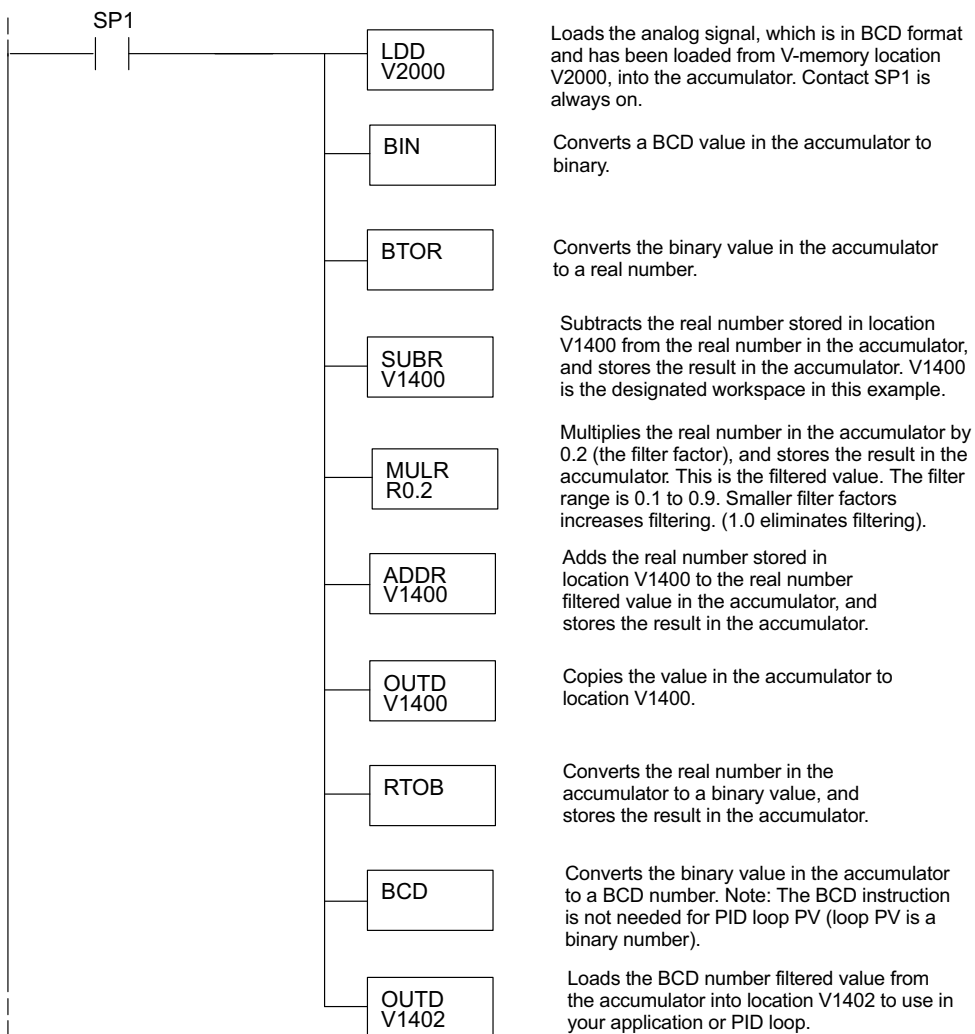 SP1
LDD
V2000
Loads the analog signal, which is in BCD format
and has been loaded from V-memory location
V2000, into the accumulator. Contact SP1 is
always on.
BIN
Converts a BCD value in the accumulator to
binary.
BTOR
Converts the binary value in the accumulator
to a real number.
SUBR
V1400
Subtracts the real number stored in location
V1400 from the real number in the accumulator,
and stores the result in the accumulator. V1400
is the designated workspace in this example.
MULR
R0.2
Multiplies the real number in the accumulator by
0.2 (the filter factor), and stores the result in the
accumulator. This is the filtered value. The filter
range is 0.1 to 0.9. Smaller filter factors
increases filtering. (1.0 eliminates filtering).
ADDR
V1400
Adds the real number stored in
location V1400 to the real number
filtered value in the accumulator, and
stores the result in the accumulator.
OUTD
V1400
Copies the value in the accumulator to
location V1400.
RTOB
Converts the real number in the
accumulator to a binary value, and
stores the result in the accumulator.
BCD
Converts the binary value in the accumulator
to a BCD number. Note: The BCD instruction
is not needed for PID loop PV (loop PV is a
binary number).
OUTD
V1402
Loads the BCD number filtered value from
the accumulator into location V1402 to use in
your application or PID loop.